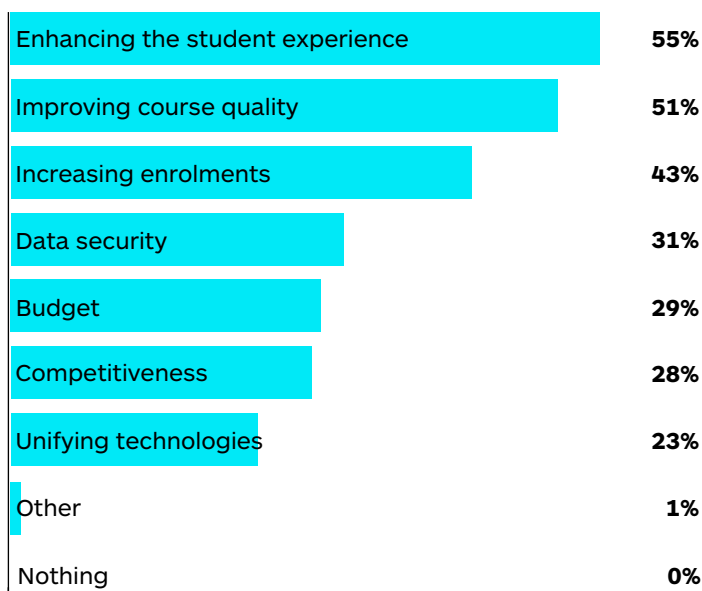 Enhancing the student experience 55%
Improving course quality 51%
Increasing enrolments 43%
Data security 31%
Budget 29%
Competitiveness 28%
Unifying technologies 23%
Other 1%
Nothing 0%